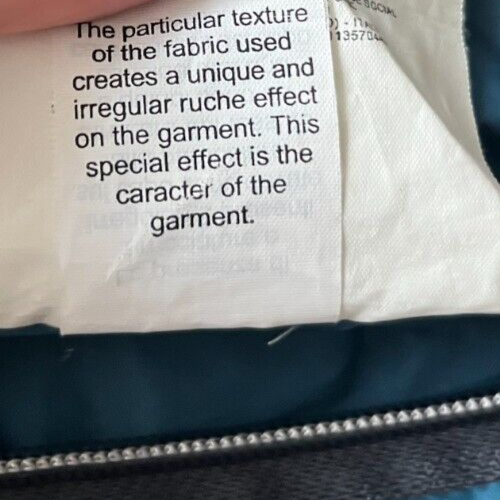 The particular texture
of the fabric used
creates a unique and
irregular ruche effect
on the garment. This
special effect is the
caracter of the
garment.
SOCIAL